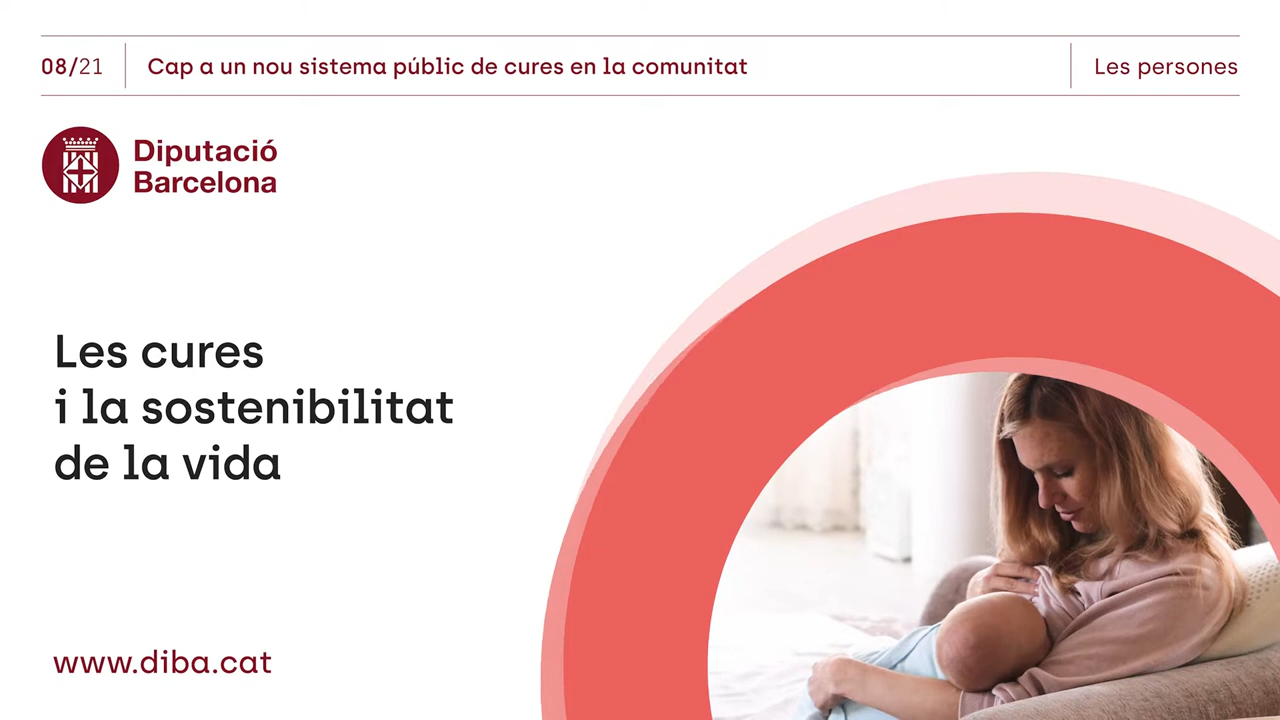 08/21
Cap a un nou sistema públic de cures en la comunitat
Les persones
Diputació
Barcelona
Les cures
i la sostenibilitat
de la vida
www.diba.cat